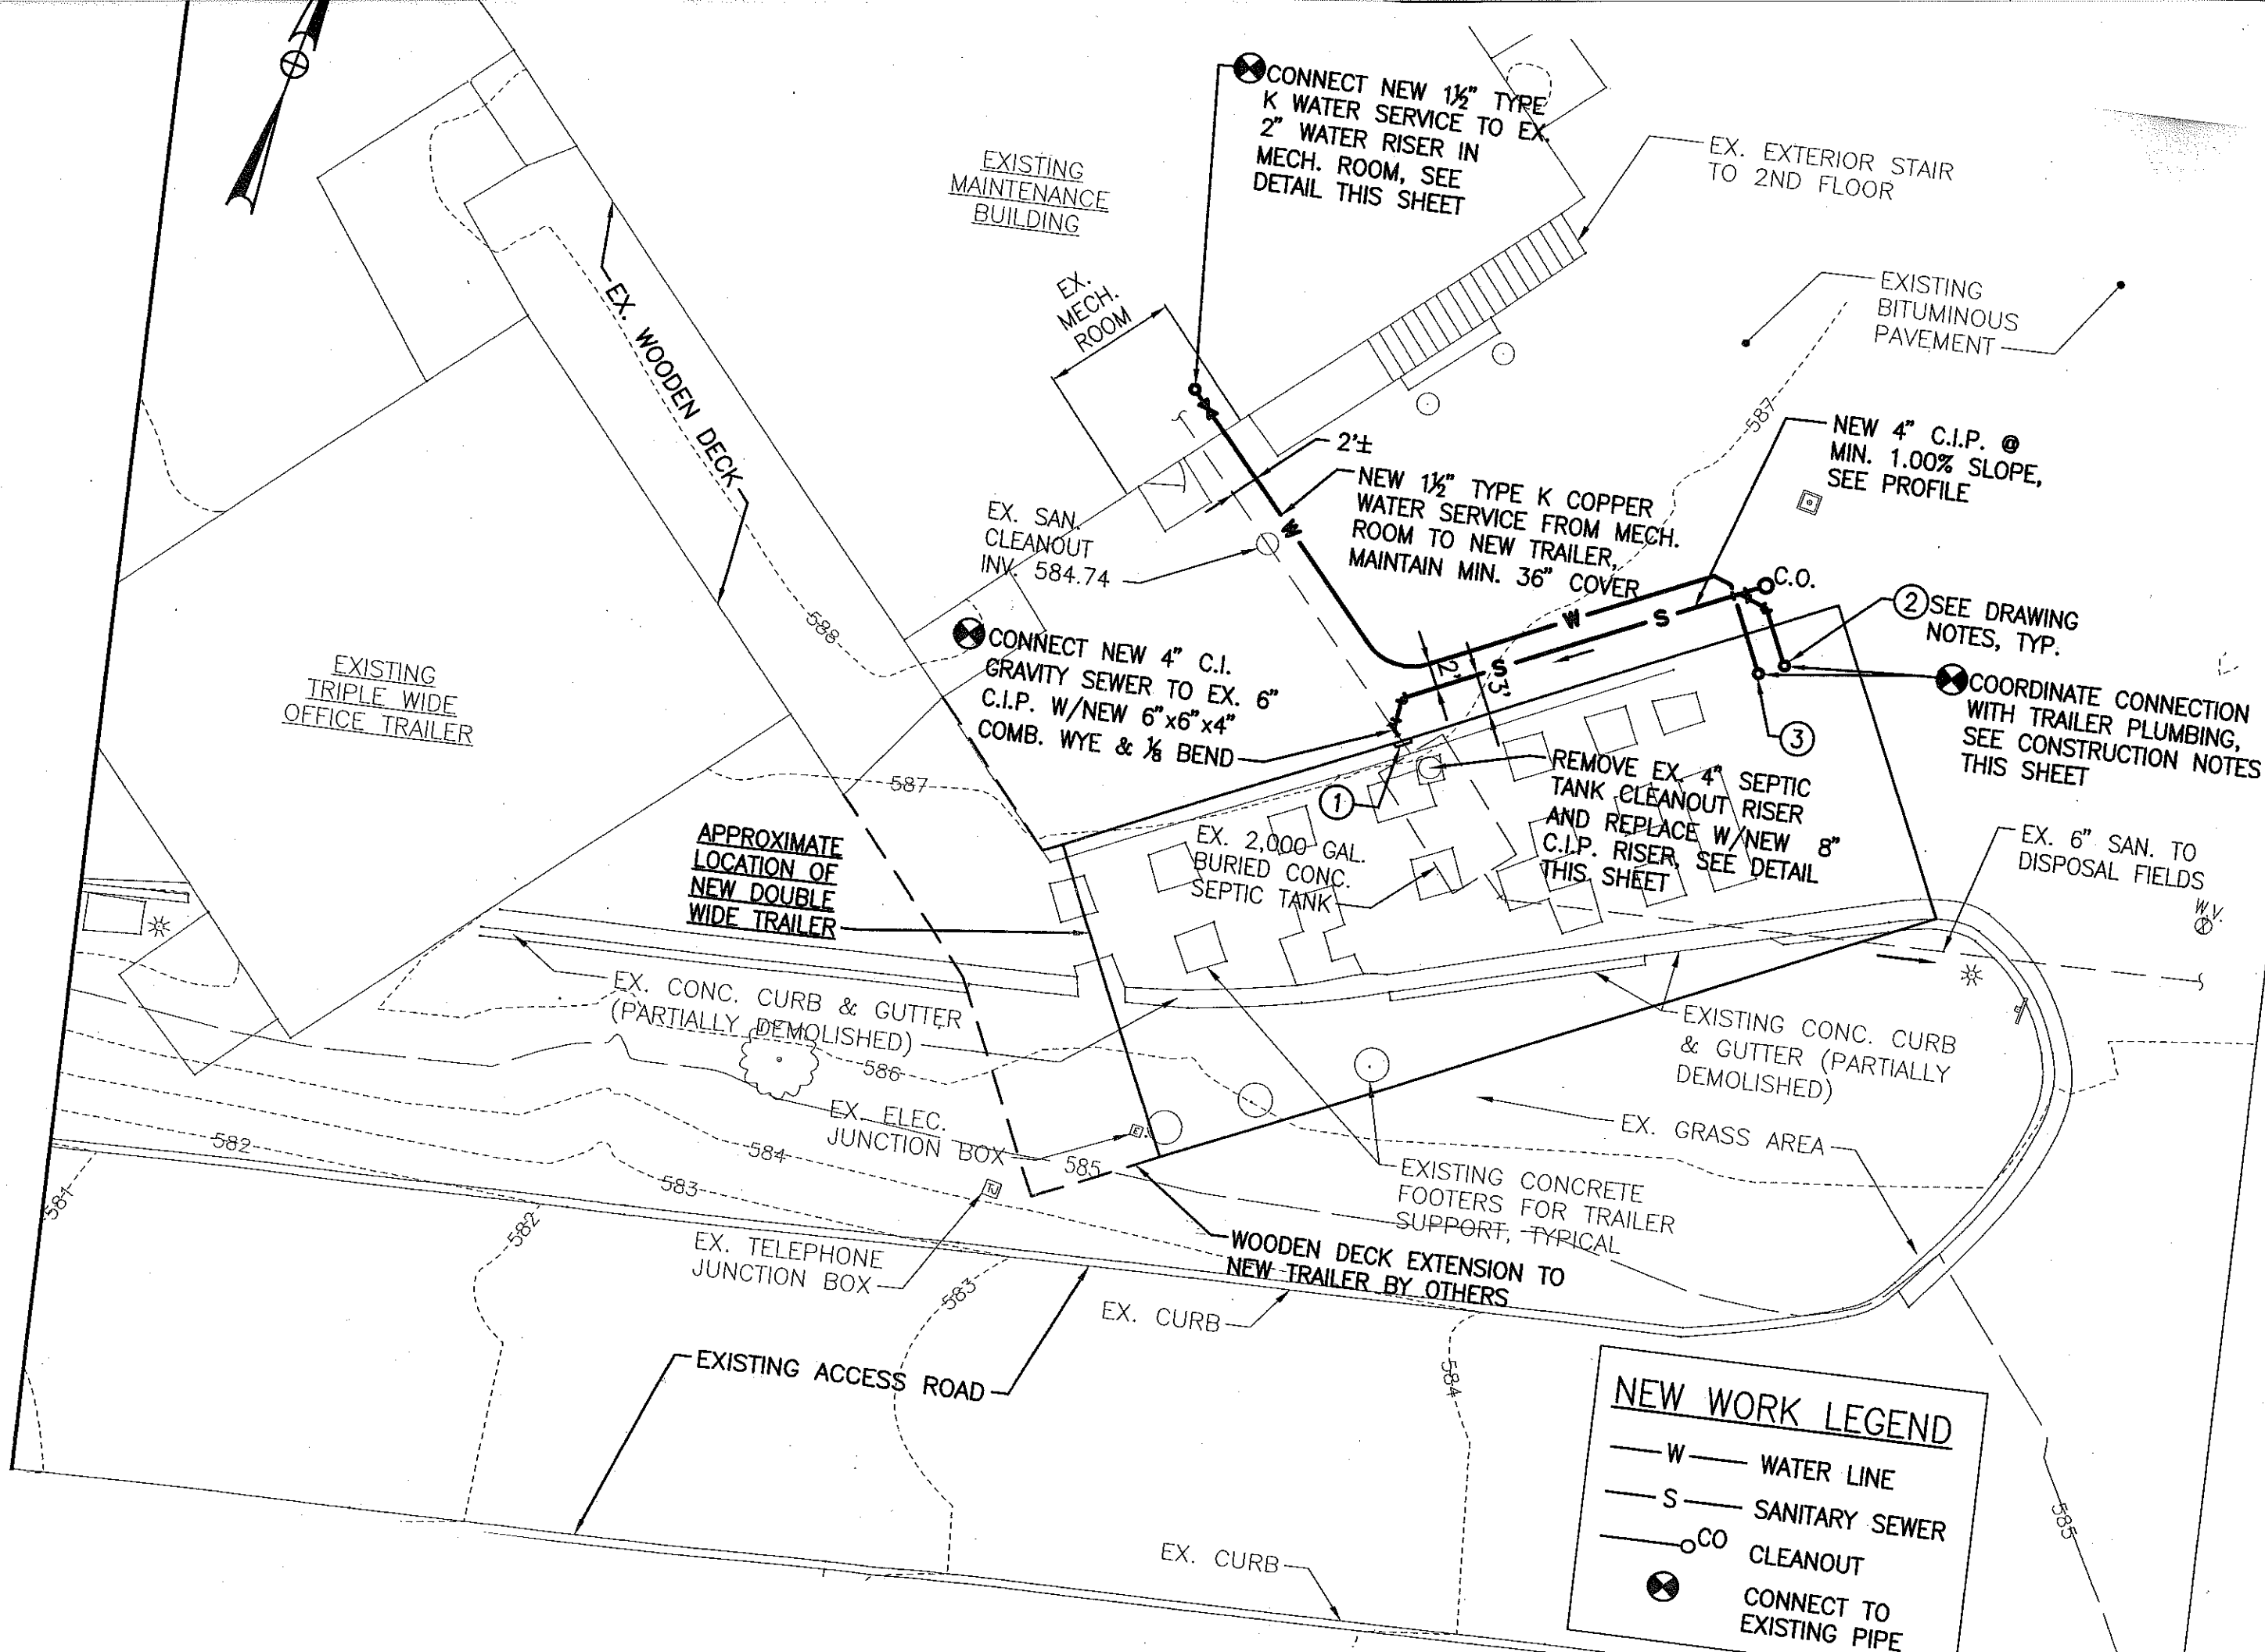 CONNECT NEW 1½" TYPE
K WATER SERVICE TO EX.
2" WATER RISER IN
MECH. ROOM, SEE
DETAIL THIS SHEET
EX. EXTERIOR STAIR
TO 2ND FLOOR
EXISTING
MAINTENANCE
BUILDING
EX.
MECH.
ROOM
EXISTING
BITUMINOUS
PAVEMENT
EX. WOODEN DECK
587
NEW 4" C.I.P. @
MIN. 1.00% SLOPE,
SEE PROFILE
2'±
NEW 1½" TYPE K COPPER
WATER SERVICE FROM MECH.
ROOM TO NEW TRAILER,
MAINTAIN MIN. 36" COVER
EX. SAN.
CLEANOUT
INV. 584.74
W
C.O.
W
S
S
2'
3'
2 SEE DRAWING
NOTES, TYP.
588
CONNECT NEW 4" C.I.
GRAVITY SEWER TO EX. 6"
C.I.P. W/NEW 6"x6"x4"
COMB. WYE & ⅛ BEND
COORDINATE CONNECTION
WITH TRAILER PLUMBING,
SEE CONSTRUCTION NOTES
THIS SHEET
3
EXISTING
TRIPLE WIDE
OFFICE TRAILER
587
1
REMOVE EX. 4" SEPTIC
TANK CLEANOUT RISER
AND REPLACE W/NEW 8"
C.I.P. RISER, SEE DETAIL
THIS SHEET
EX. 2,000 GAL.
BURIED CONC.
SEPTIC TANK
EX. 6" SAN. TO
DISPOSAL FIELDS
W.V.
APPROXIMATE
LOCATION OF
NEW DOUBLE
WIDE TRAILER
EX. CONC. CURB & GUTTER
(PARTIALLY DEMOLISHED)
586
EXISTING CONC. CURB
& GUTTER (PARTIALLY
DEMOLISHED)
EX. ELEC.
JUNCTION BOX
E
EX. GRASS AREA
582
584
585
583
581
582
EXISTING CONCRETE
FOOTERS FOR TRAILER
SUPPORT, TYPICAL
EX. TELEPHONE
JUNCTION BOX
WOODEN DECK EXTENSION TO
NEW TRAILER BY OTHERS
583
EX. CURB
EXISTING ACCESS ROAD
584
585
NEW WORK LEGEND
W WATER LINE
S SANITARY SEWER
CO CLEANOUT
CONNECT TO
EXISTING PIPE
EX. CURB